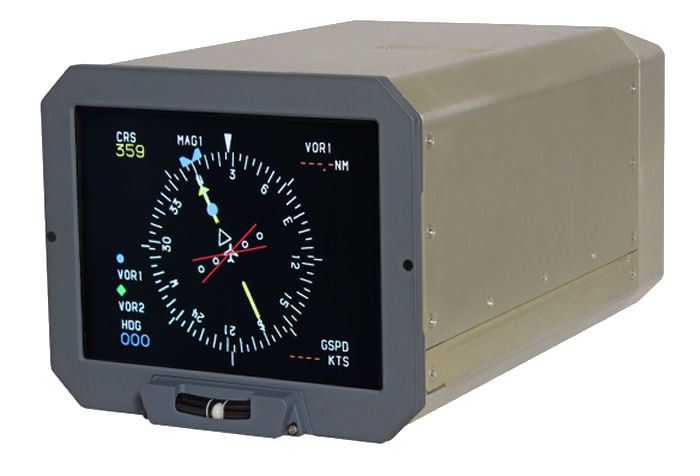 CRS
359
MAG1
VOR1
---.-NM
3
6
E
12
15
21
24
W
30
33
VOR1
VOR2
HDG
000
GSPD
---- KTS